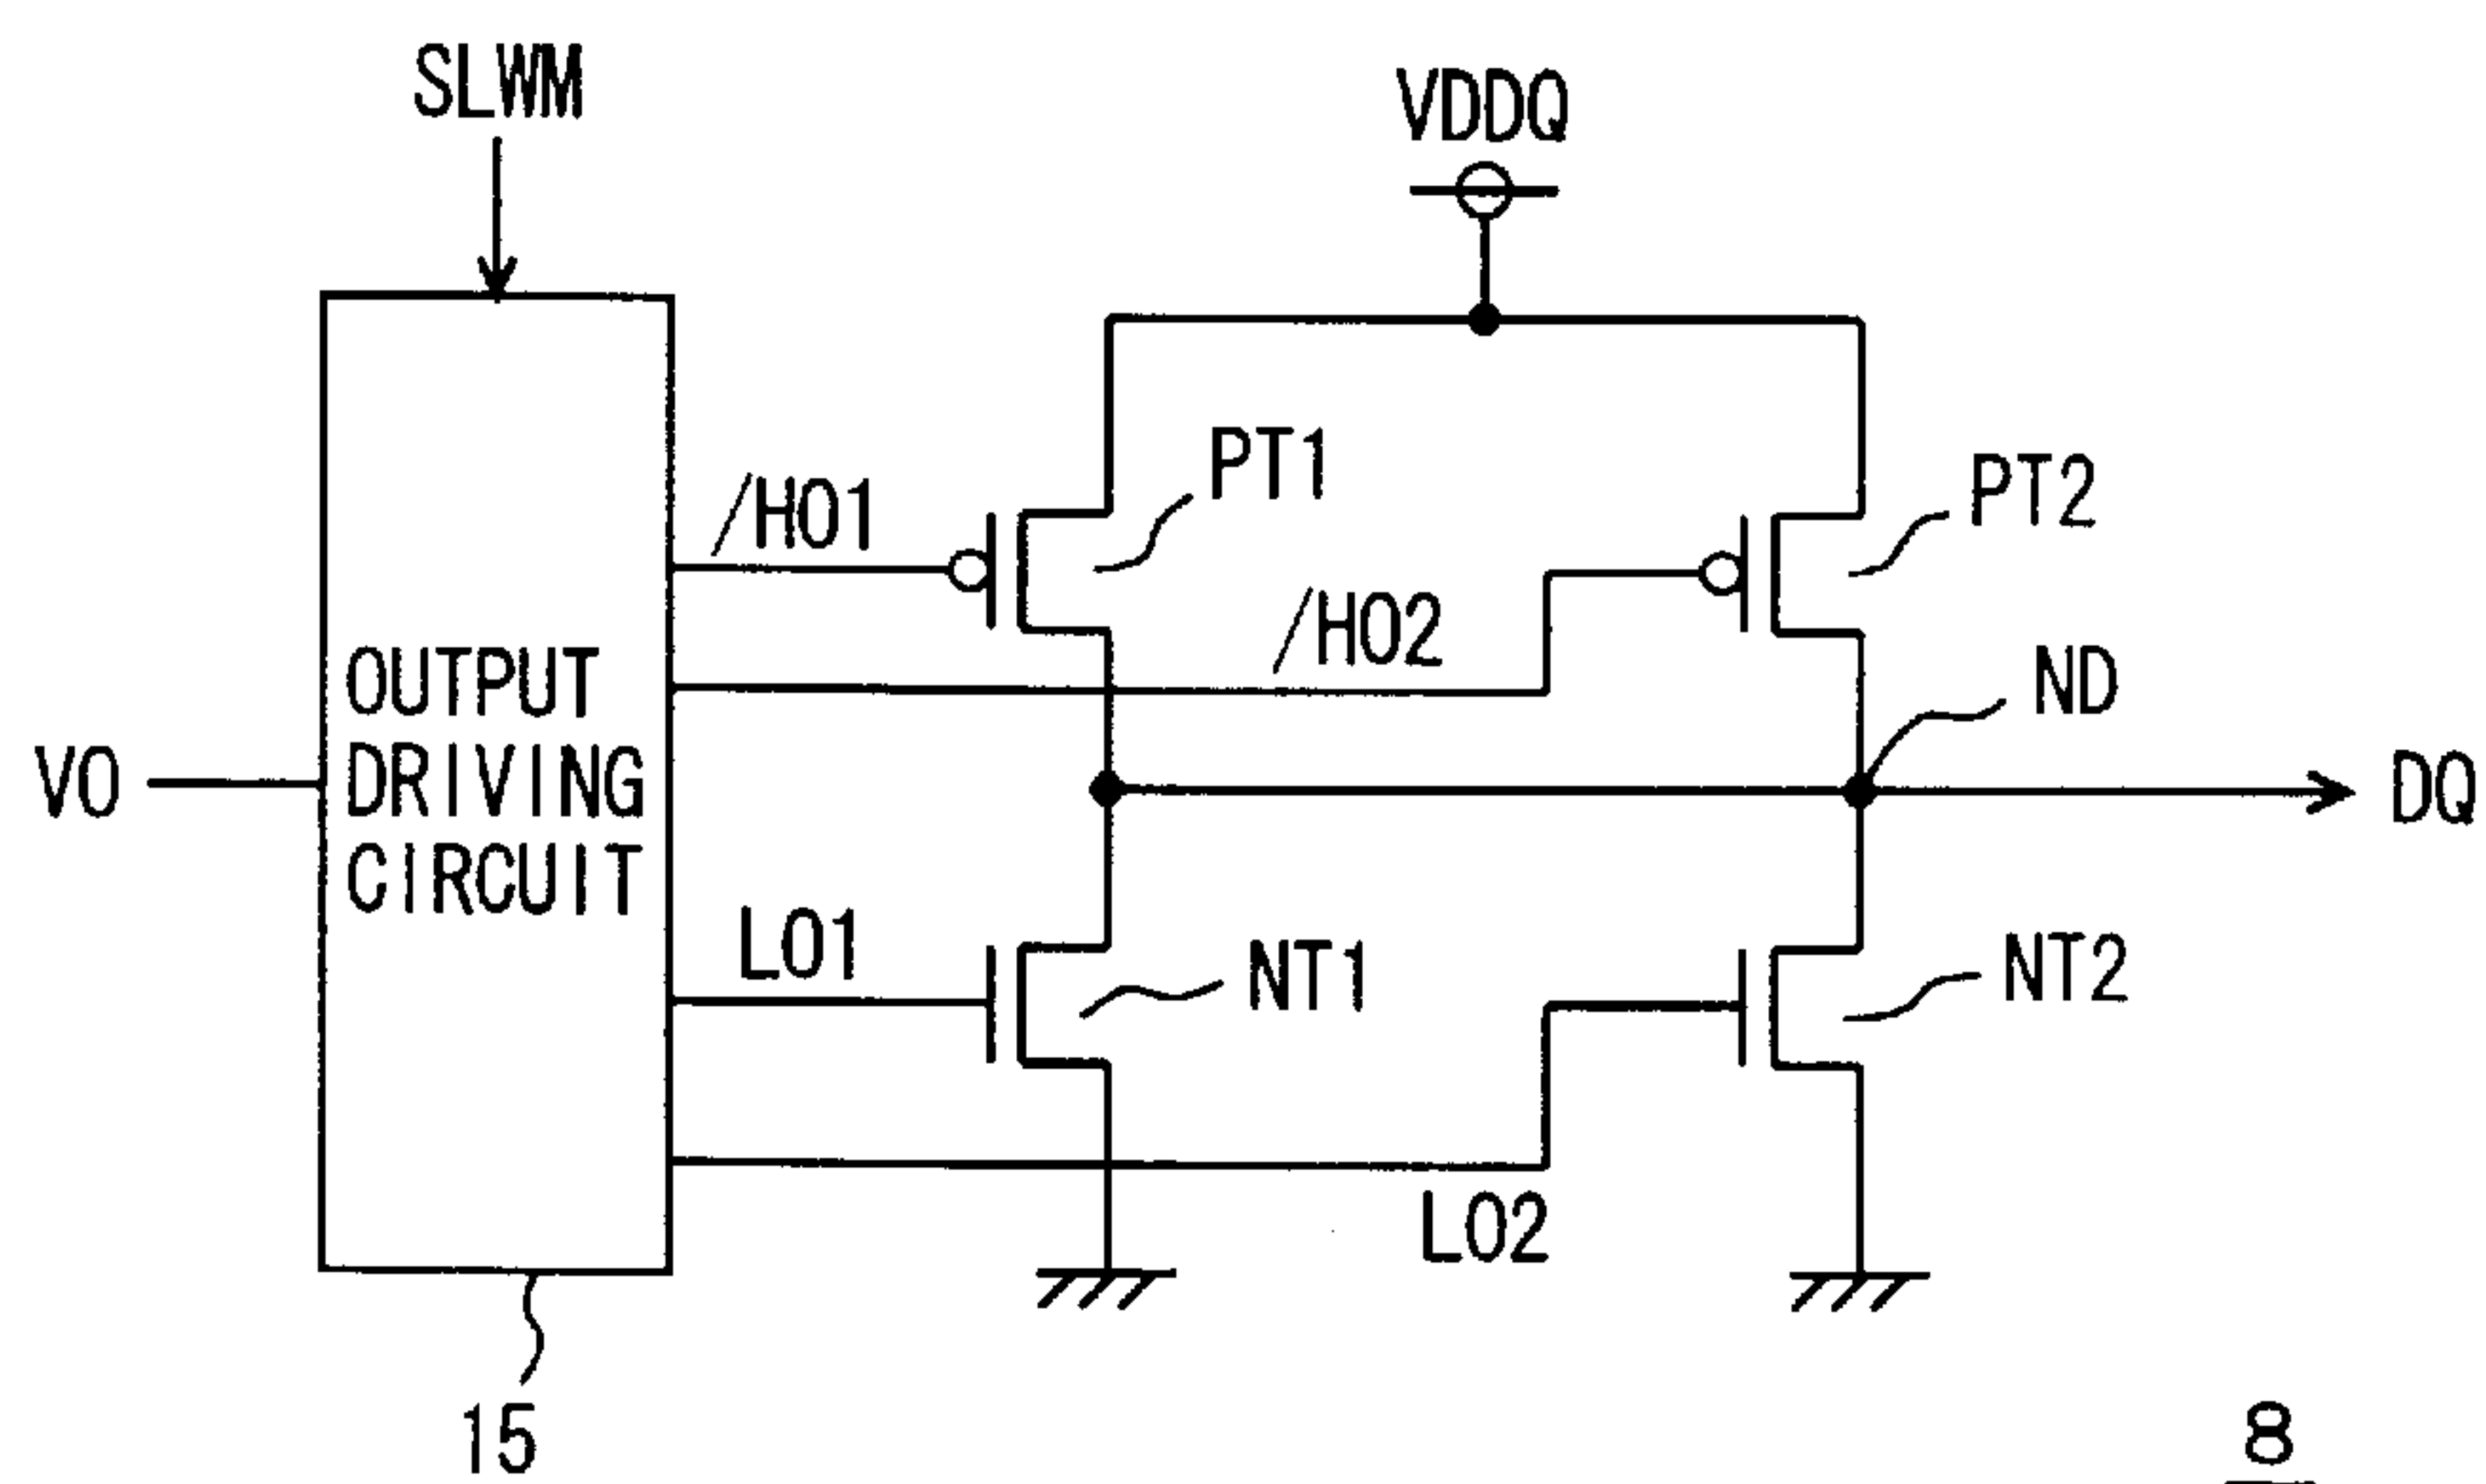 SLWM
VDDQ
PT1
PT2
/HO1
/HO2
ND
OUTPUT
DRIVING
CIRCUIT
VO
DQ
LO1
NT1
NT2
LO2
15
8